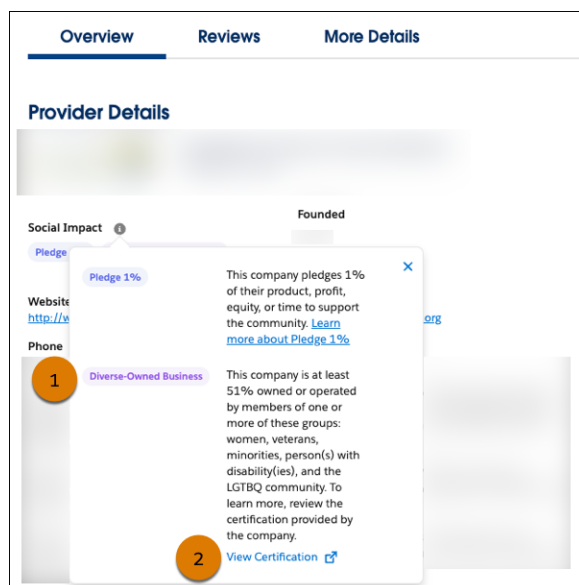 Overview Reviews More Details
Provider Details
Founded
Social Impact
Pledge
Pledge 1%
This company pledges 1%
of their product, profit,
equity, or time to support
the community. Learn
more about Pledge 1%
Website
http://w
org
Phone
1
Diverse-Owned Business
This company is at least
51% owned or operated
by members of one or
more of these groups:
women, veterans,
minorities, person(s) with
disability(ies), and the
LGTBQ community. To
learn more, review the
certification provided by
the company.
2
View Certification